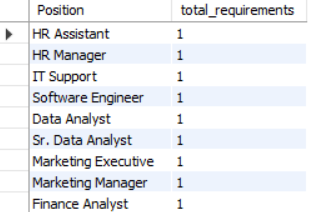 Position total_requirements
HR Assistant 1
HR Manager 1
IT Support 1
Software Engineer 1
Data Analyst 1
Sr. Data Analyst 1
Marketing Executive 1
Marketing Manager 1
Finance Analyst 1